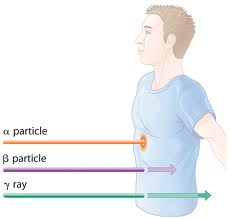 α particle
β particle
γ ray